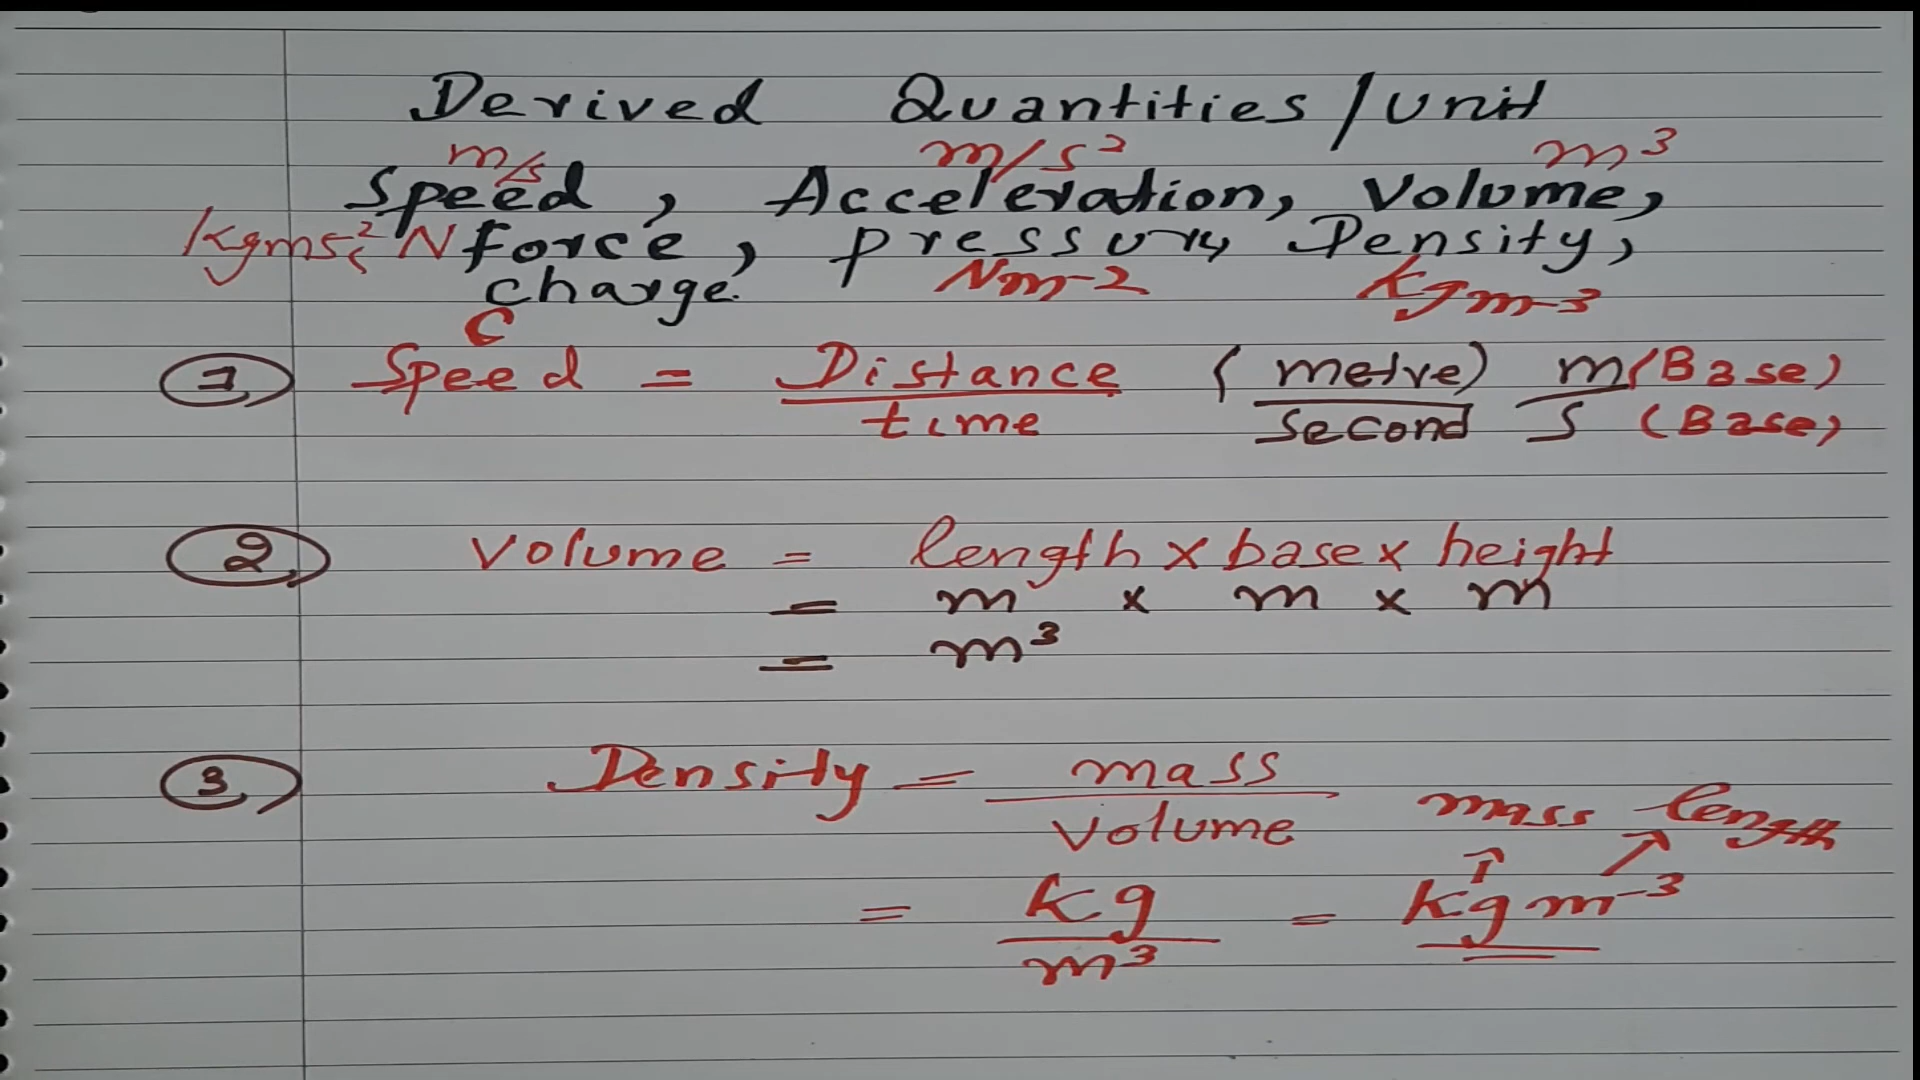 Derived Quantities/unit
m/s m/s² m³
Speed, Acceleration, Volume,
Kgms⁻², N force, pressure, Density,
charge. Nm-2 Kgm-3
C
1. Speed = Distance/time (metre)/second m(Base)/s(Base)
2. Volume = length x base x height
= m x m x m
= m³
3. Density = mass/volume
mass length
= kg/m³ = kgm⁻³